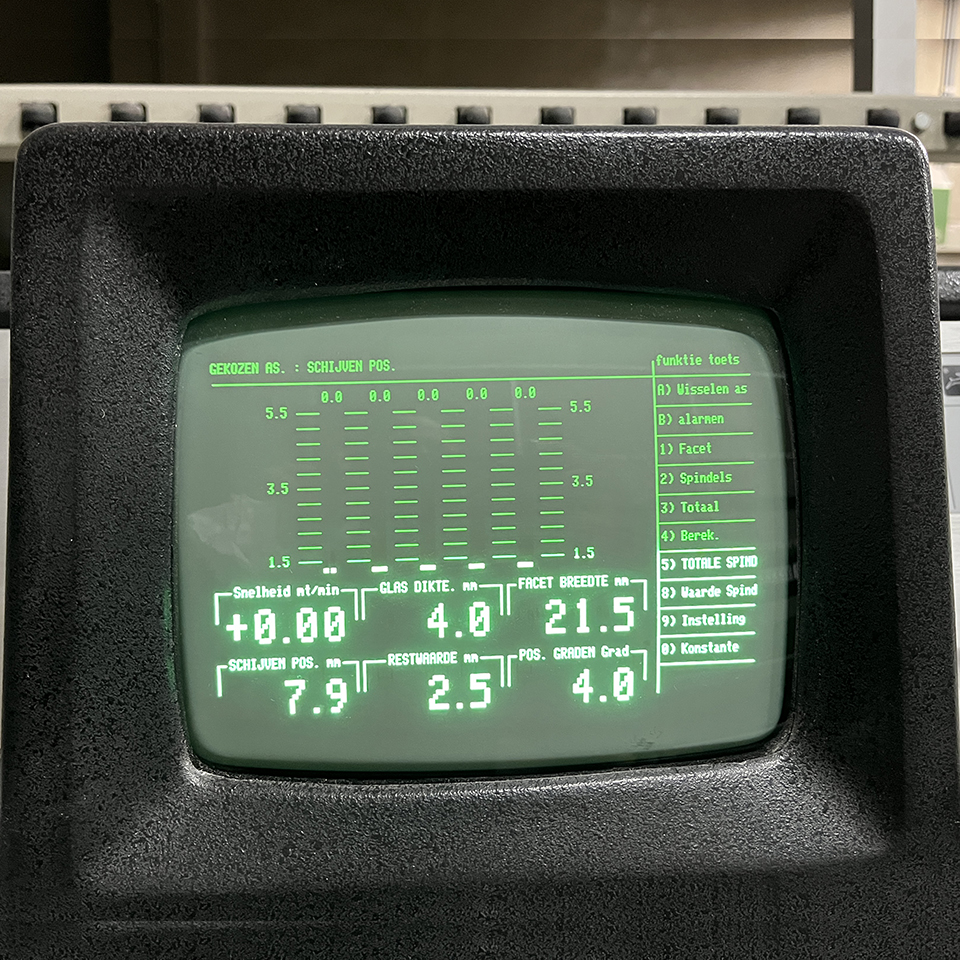 GEKOZEN AS. : SCHIJVEN POS.
0.0 0.0 0.0 0.0 0.0
5.5 5.5
3.5 3.5
1.5 1.5
Snelheid mt/min GLAS DIKTE. mm FACET BREEDTE mm
+0.00 4.0 21.5
SCHIJVEN POS. mm RESTWAARDE mm POS. GRADEN Grad
7.9 2.5 4.0
funktie toets
A) Wisselen as
B) alarmen
1) Facet
2) Spindels
3) Totaal
4) Berek.
5) TOTALE SPIND
8) Waarde Spind
9) Instelling
0) Konstante